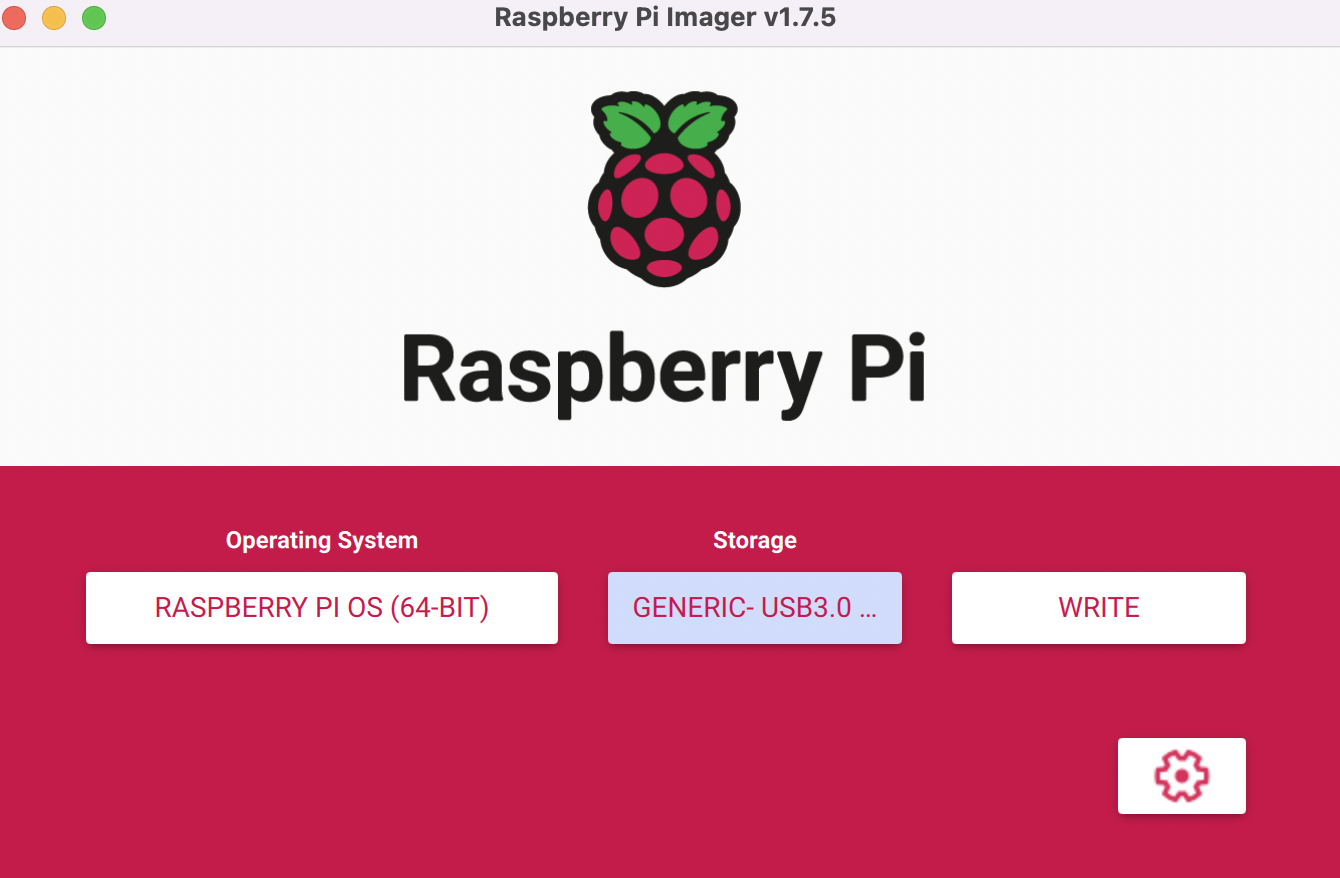 Raspberry Pi Imager v1.7.5
Raspberry Pi
Operating System
Storage
RASPBERRY PI OS (64-BIT)
GENERIC- USB3.0 ...
WRITE